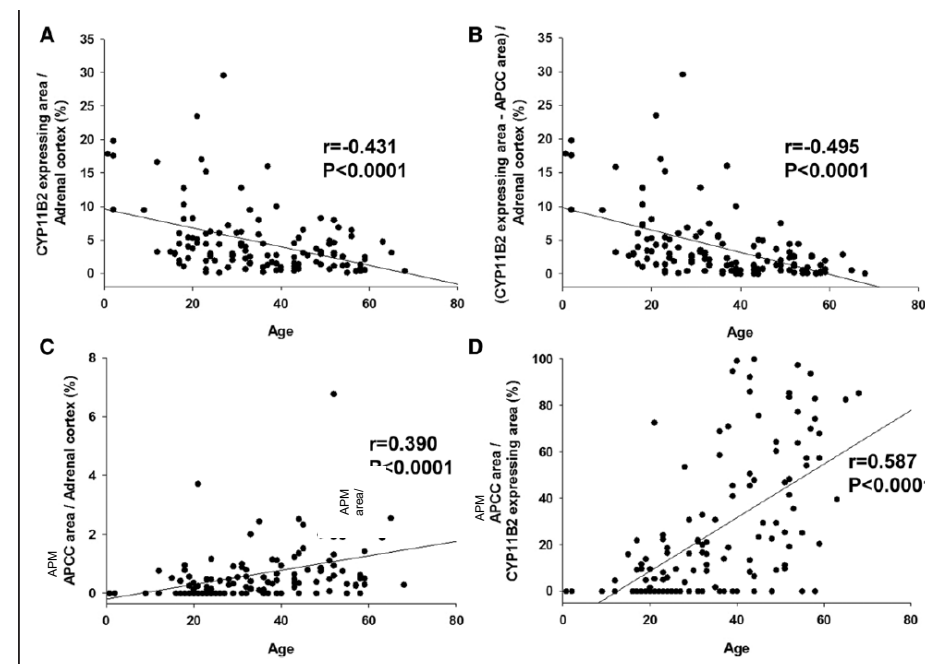 A
CYP11B2 expressing area /
Adrenal cortex (%)
35
30
25
20
15
10
5
0
r=-0.431
P<0.0001
0
20
40
60
80
Age
B
(CYP11B2 expressing area - APCC area) /
Adrenal cortex (%)
35
30
25
20
15
10
5
0
r=-0.495
P<0.0001
0
20
40
60
80
Age
C
APM
APCC area / Adrenal cortex (%)
8
6
4
2
0
r=0.390
P<0.0001
APM
area/
0
20
40
60
80
Age
D
APM
APCC area /
CYP11B2 expressing area (%)
100
80
60
40
20
0
r=0.587
P<0.000
0
20
40
60
80
Age